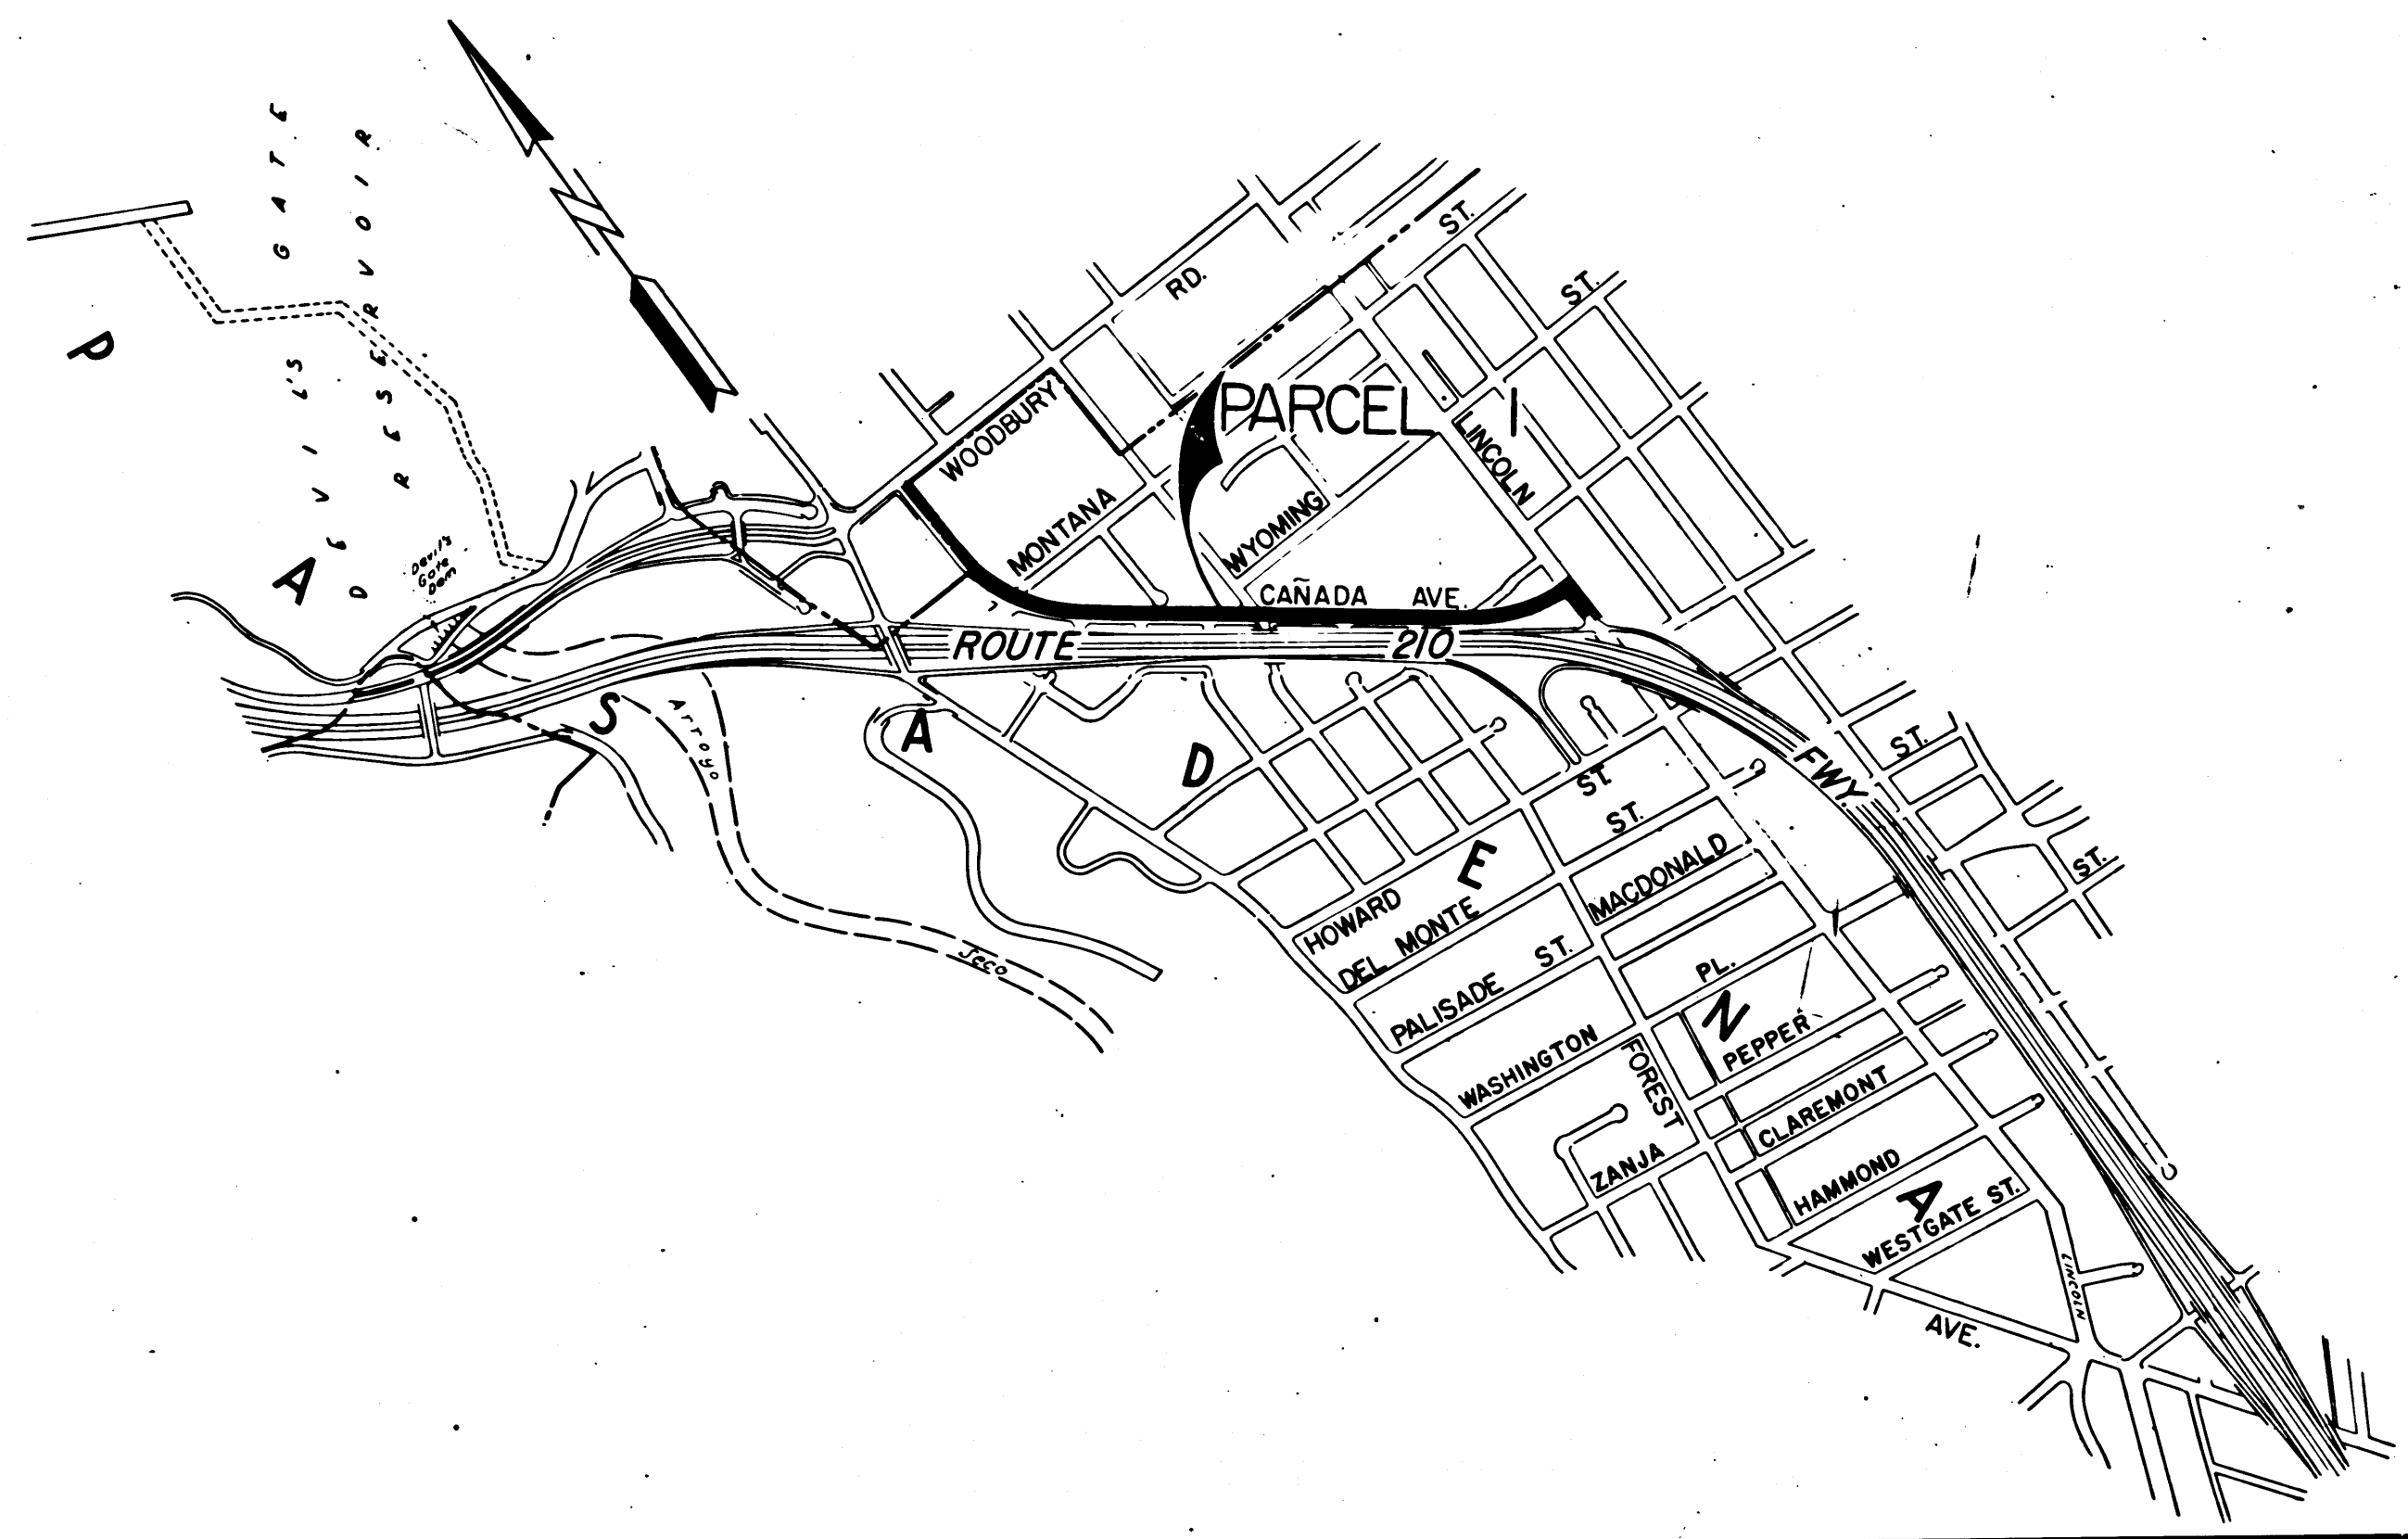 DEVIL'S GATE
RESERVOIR
N
ST.
RD.
ST.
PARCEL 1
WOODBURY
LINCOLN
MONTANA
WYOMING
Devil's
Gate
Dam
CAÑADA AVE.
ROUTE 210 FWY.
PASADENA
Arroyo Seco
ST.
ST.
ST.
ST.
HOWARD
DEL MONTE
MACDONALD
PALISADE ST.
PL.
WASHINGTON
FOREST
PEPPER
CLAREMONT
ZANJA
HAMMOND
WESTGATE ST.
LINCOLN
AVE.